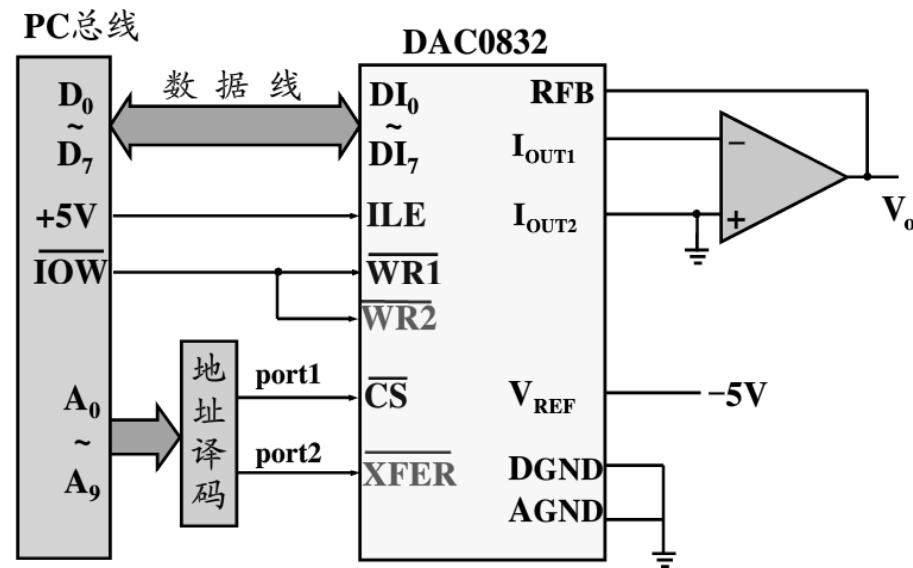 PC总线
DAC0832
D0
~
D7
数据线
DI0
~
DI7
RFB
IOUT1
−
+5V
ILE
IOUT2
+
Vo
IOW
WR1
WR2
地址译码
port1
CS
VREF
−5V
A0
~
A9
port2
XFER
DGND
AGND